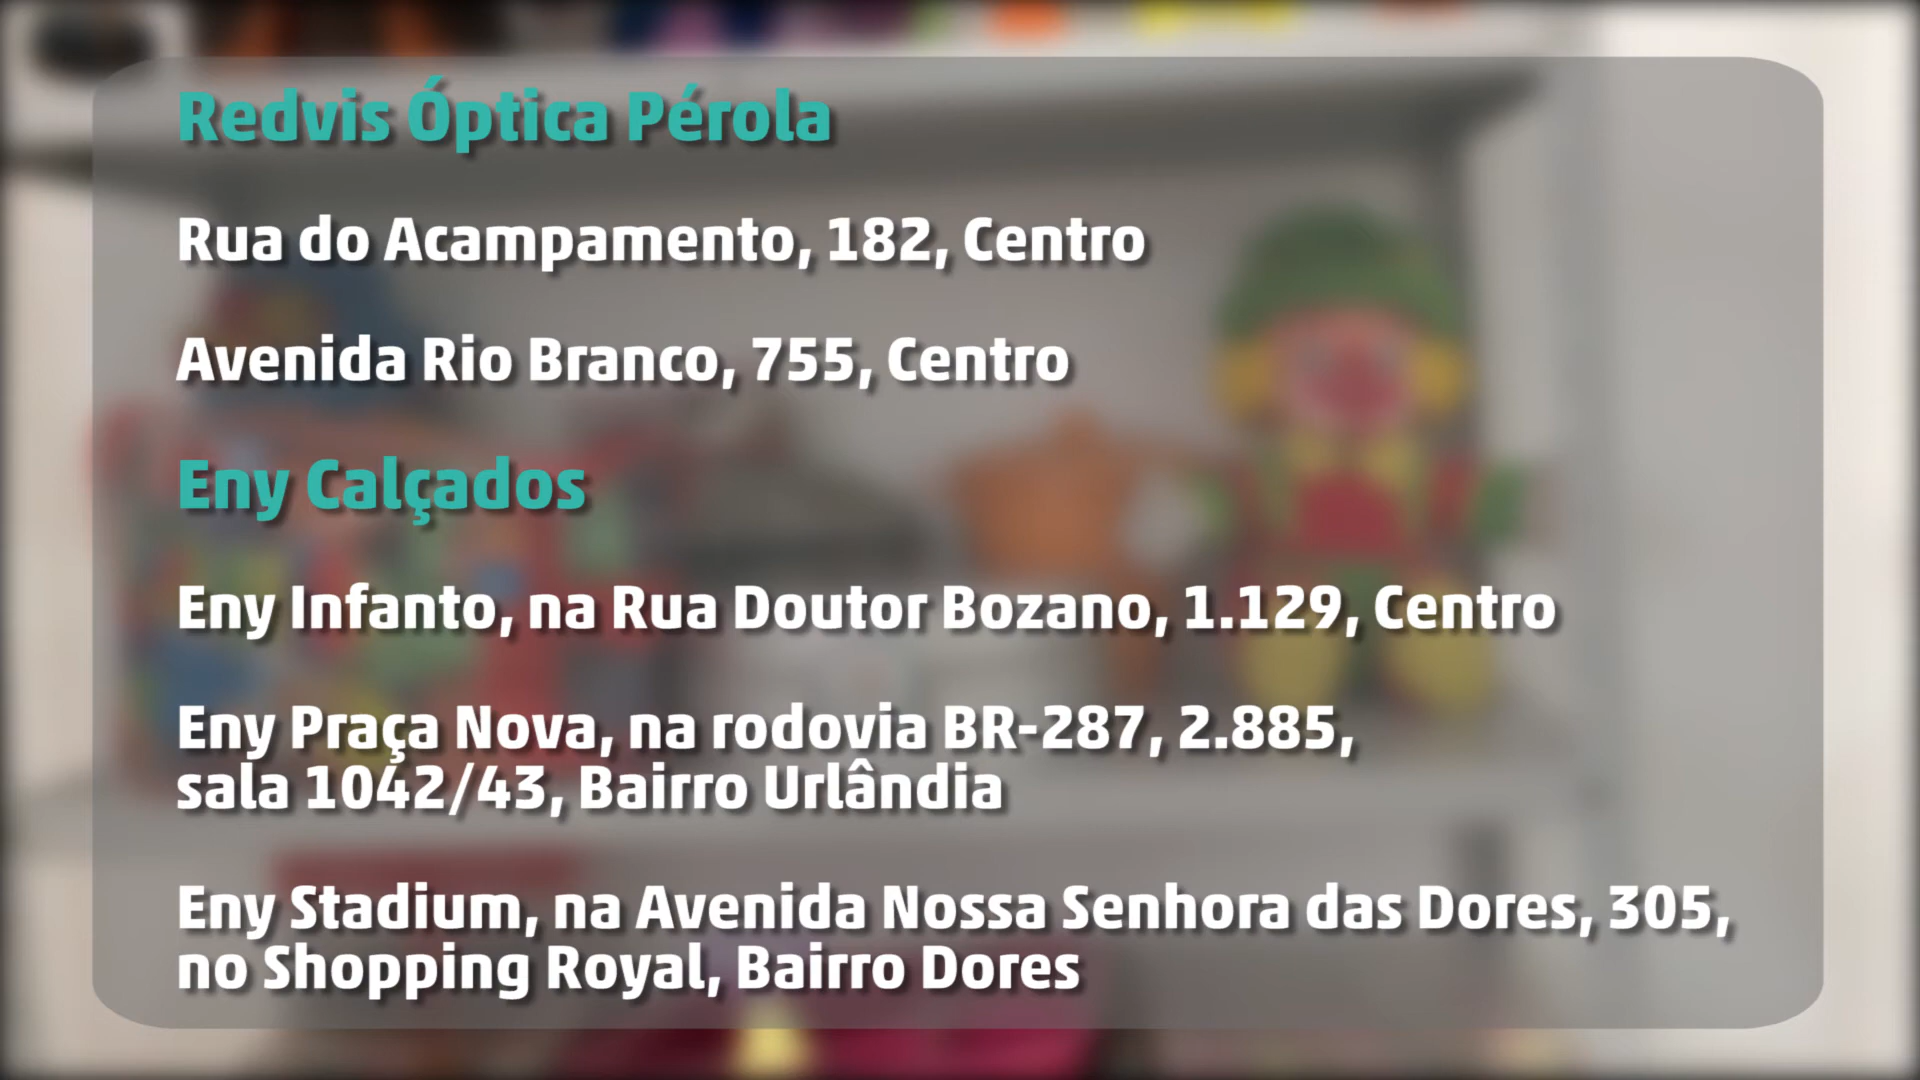 Redvis Óptica Pérola
Rua do Acampamento, 182, Centro
Avenida Rio Branco, 755, Centro
Eny Calçados
Eny Infanto, na Rua Doutor Bozano, 1.129, Centro
Eny Praça Nova, na rodovia BR-287, 2.885,
sala 1042/43, Bairro Urlândia
Eny Stadium, na Avenida Nossa Senhora das Dores, 305,
no Shopping Royal, Bairro Dores